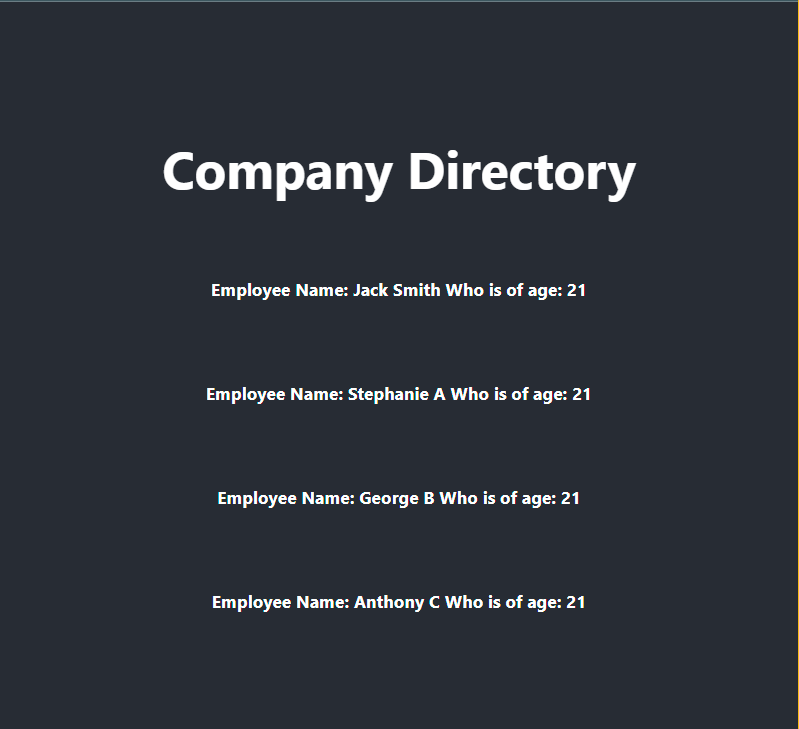 Company Directory
Employee Name: Jack Smith Who is of age: 21
Employee Name: Stephanie A Who is of age: 21
Employee Name: George B Who is of age: 21
Employee Name: Anthony C Who is of age: 21